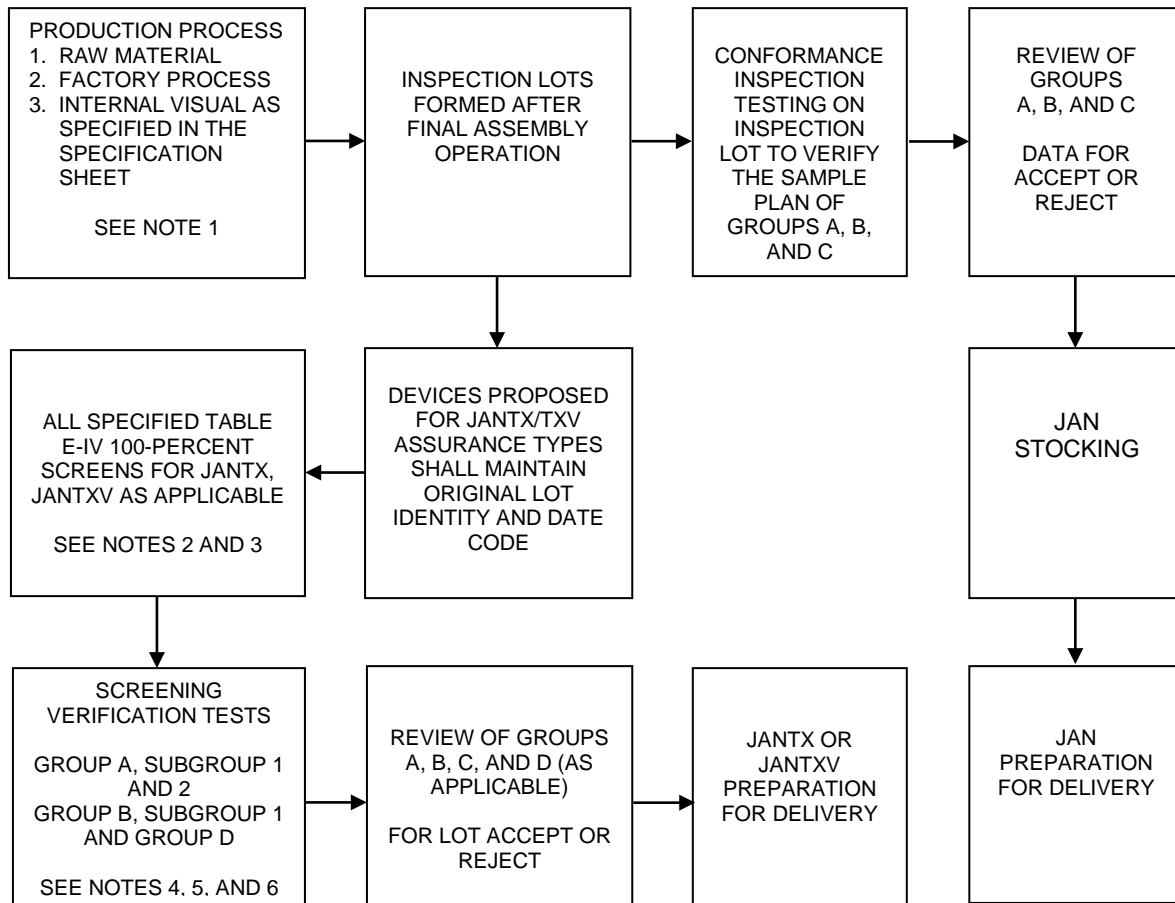 PRODUCTION PROCESS
1. RAW MATERIAL
2. FACTORY PROCESS
3. INTERNAL VISUAL AS
SPECIFIED IN THE
SPECIFICATION
SHEET
SEE NOTE 1
INSPECTION LOTS
FORMED AFTER
FINAL ASSEMBLY
OPERATION
CONFORMANCE
INSPECTION
TESTING ON
INSPECTION
LOT TO VERIFY
THE SAMPLE
PLAN OF
GROUPS A, B,
AND C
REVIEW OF
GROUPS
A, B, AND C
DATA FOR
ACCEPT OR
REJECT
ALL SPECIFIED TABLE
E-IV 100-PERCENT
SCREENS FOR JANTX,
JANTXV AS APPLICABLE
SEE NOTES 2 AND 3
DEVICES PROPOSED
FOR JANTX/TXV
ASSURANCE TYPES
SHALL MAINTAIN
ORIGINAL LOT
IDENTITY AND DATE
CODE
JAN
STOCKING
SCREENING
VERIFICATION TESTS
GROUP A, SUBGROUP 1
AND 2
GROUP B, SUBGROUP 1
AND GROUP D
SEE NOTES 4, 5, AND 6
REVIEW OF GROUPS
A, B, C, AND D (AS
APPLICABLE)
FOR LOT ACCEPT OR
REJECT
JANTX OR
JANTXV
PREPARATION
FOR DELIVERY
JAN
PREPARATION
FOR DELIVERY